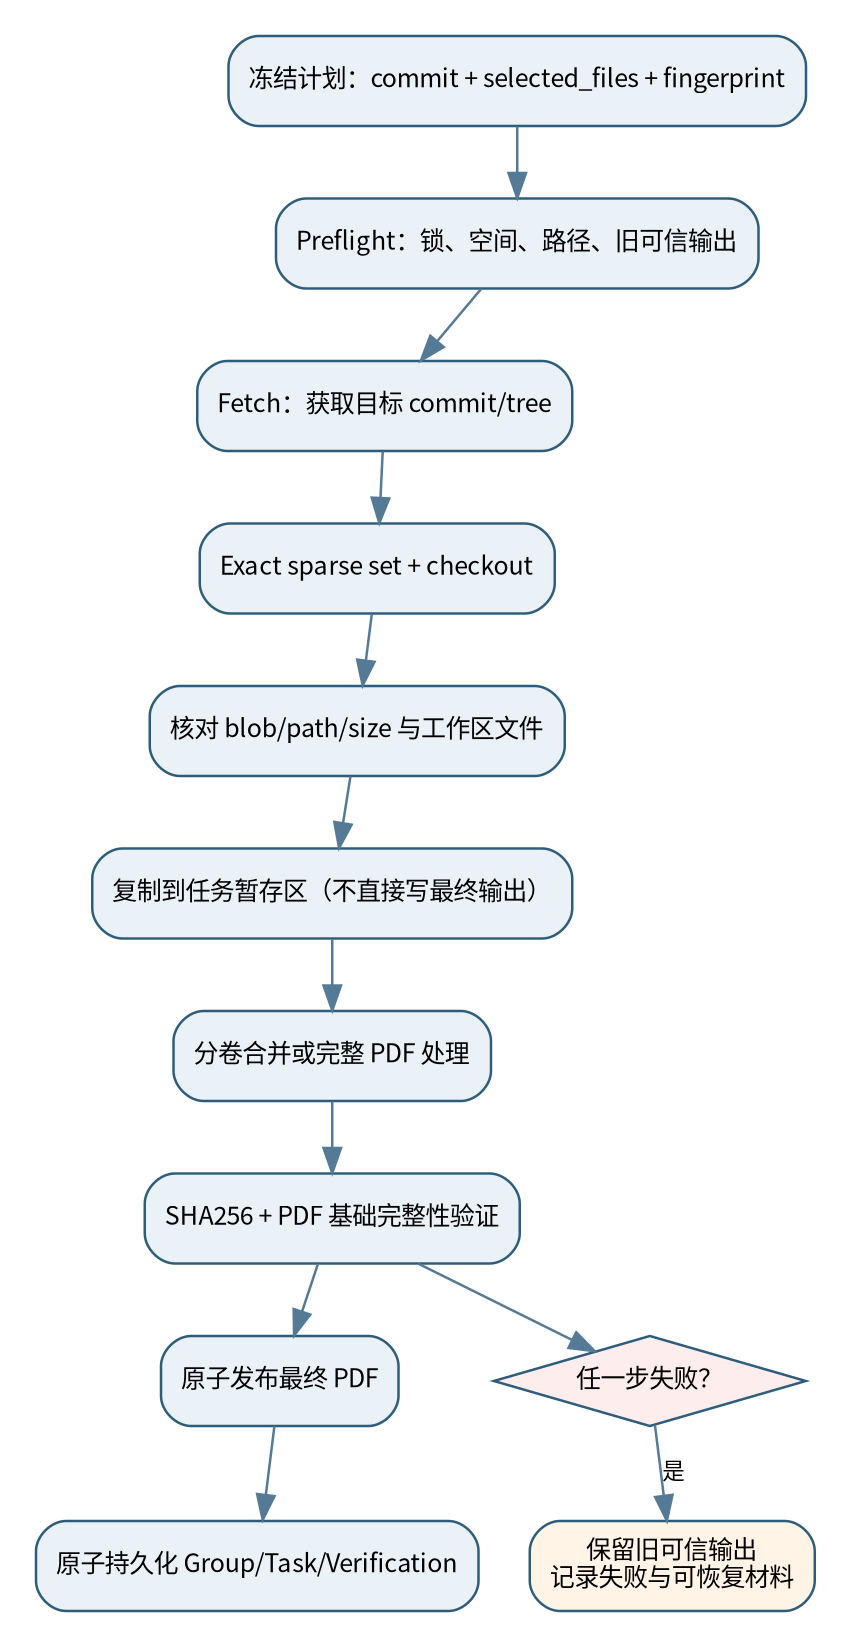 冻结计划：commit + selected_files + fingerprint
Preflight：锁、空间、路径、旧可信输出
Fetch：获取目标 commit/tree
Exact sparse set + checkout
核对 blob/path/size 与工作区文件
复制到任务暂存区（不直接写最终输出）
分卷合并或完整 PDF 处理
SHA256 + PDF 基础完整性验证
原子发布最终 PDF
任一步失败？
是
原子持久化 Group/Task/Verification
保留旧可信输出
记录失败与可恢复材料